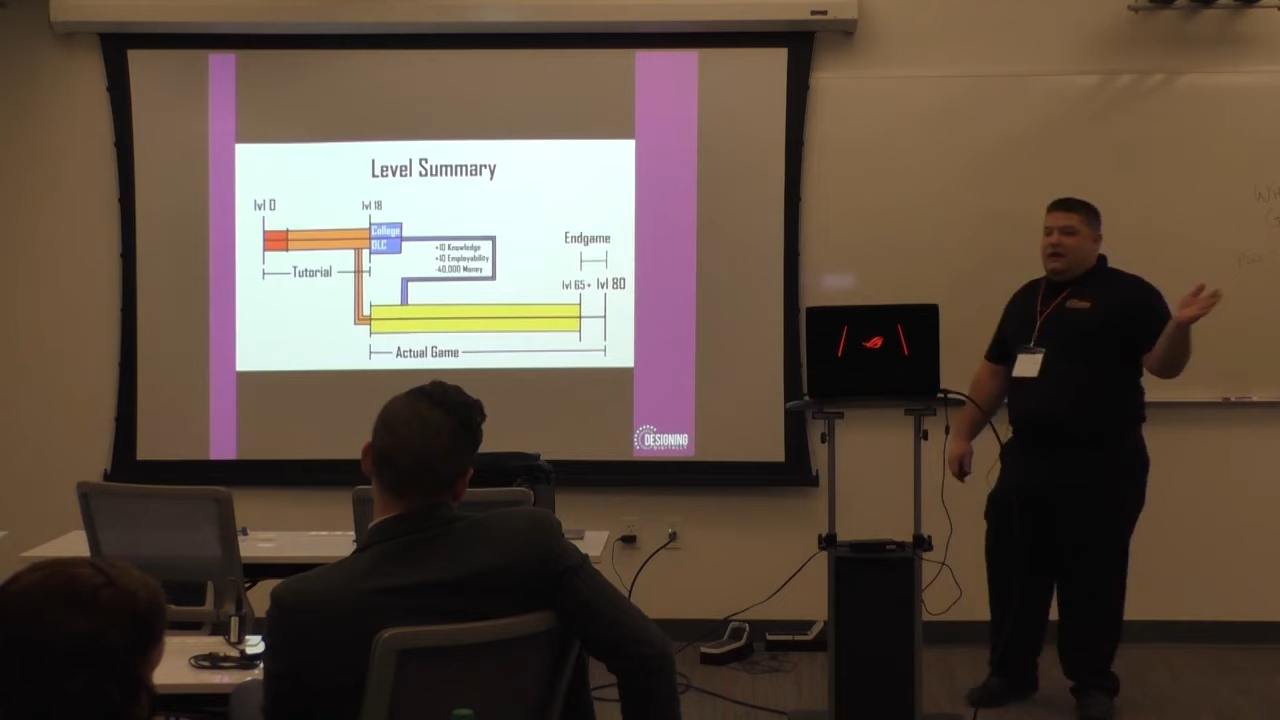 Level Summary
lvl 0
lvl 18
College
DLC
+10 Knowledge
+10 Employability
-40,000 Money
Endgame
Tutorial
lvl 65+
lvl 80
Actual Game
DESIGNING
DIGITALLY